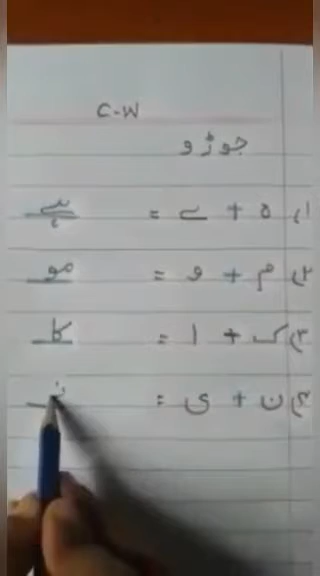 C-W
جوڑو
(۱ ہ + ے = ہے
(۲ م + و = مو
(۳ ک + ا = کا
(۴ ن + ی =